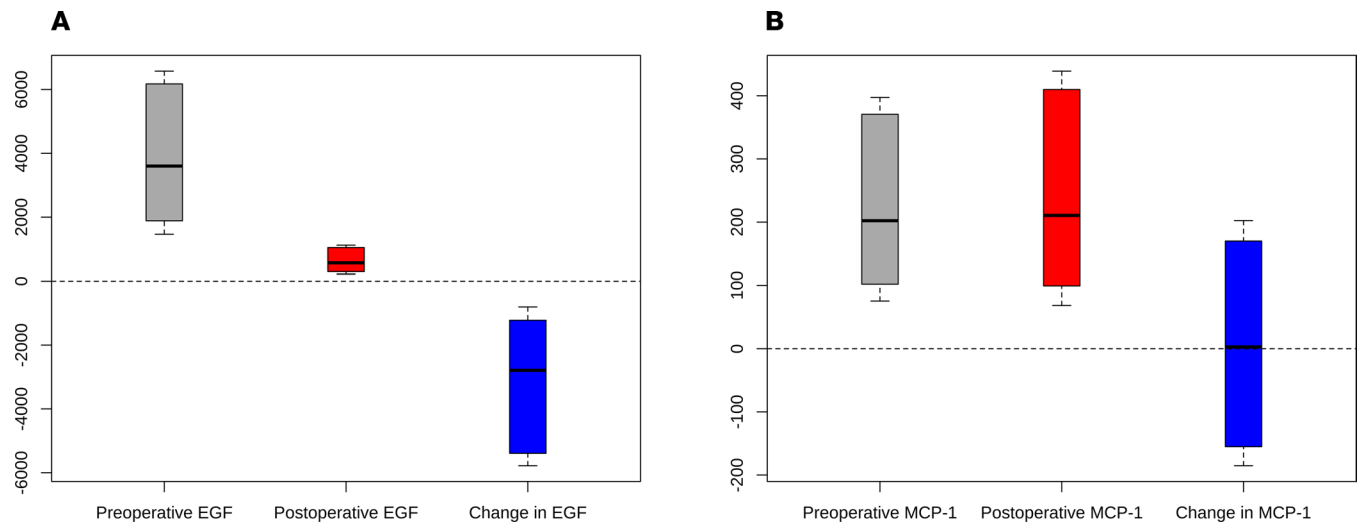 A
6000
4000
2000
0
-2000
-4000
-6000
Preoperative EGF
Postoperative EGF
Change in EGF
B
400
300
200
100
0
-100
-200
Preoperative MCP-1
Postoperative MCP-1
Change in MCP-1